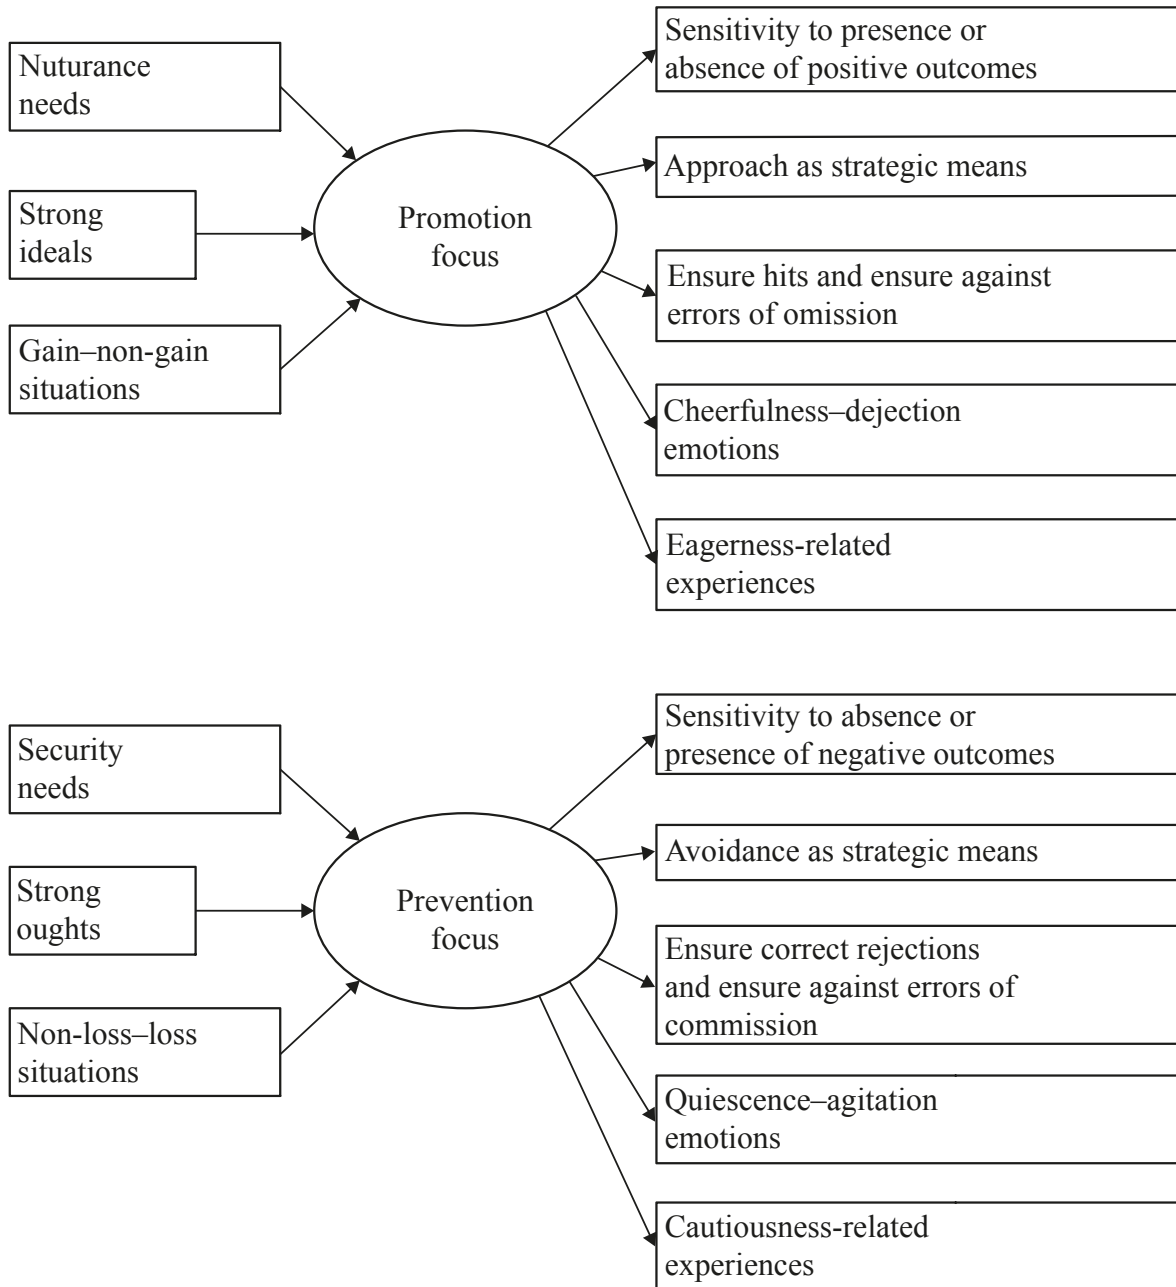 Nuturance
needs
Strong
ideals
Gain–non-gain
situations
Promotion
focus
Sensitivity to presence or
absence of positive outcomes
Approach as strategic means
Ensure hits and ensure against
errors of omission
Cheerfulness–dejection
emotions
Eagerness-related
experiences
Security
needs
Strong
oughts
Non-loss–loss
situations
Prevention
focus
Sensitivity to absence or
presence of negative outcomes
Avoidance as strategic means
Ensure correct rejections
and ensure against errors of
commission
Quiescence–agitation
emotions
Cautiousness-related
experiences